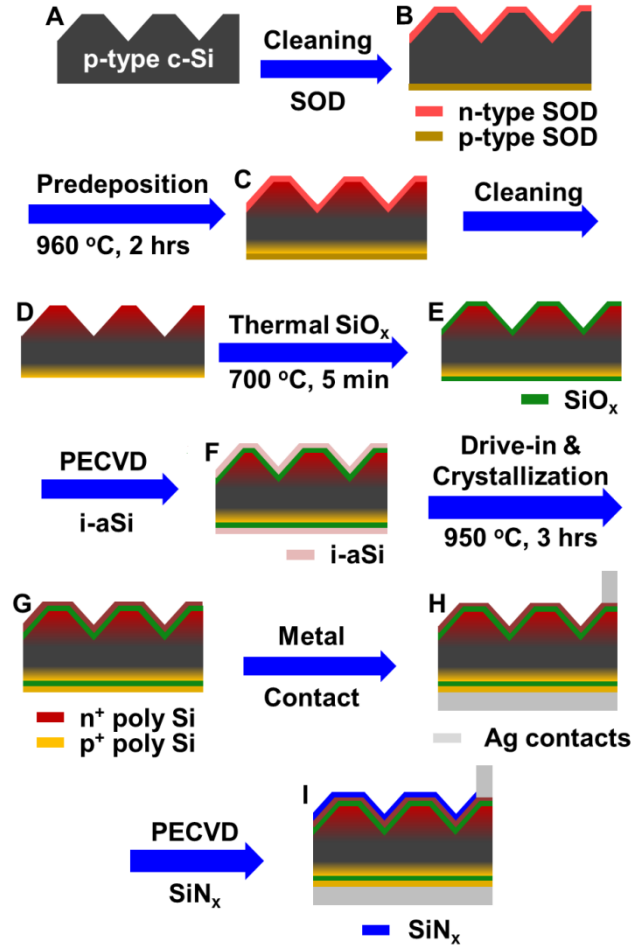 A
p-type c-Si
Cleaning
SOD
B
n-type SOD
p-type SOD
Predeposition
960 °C, 2 hrs
C
Cleaning
D
Thermal SiOₓ
700 °C, 5 min
E
SiOₓ
PECVD
i-aSi
F
i-aSi
Drive-in &
Crystallization
950 °C, 3 hrs
G
n⁺ poly Si
p⁺ poly Si
Metal
Contact
H
Ag contacts
PECVD
SiNₓ
I
SiNₓ